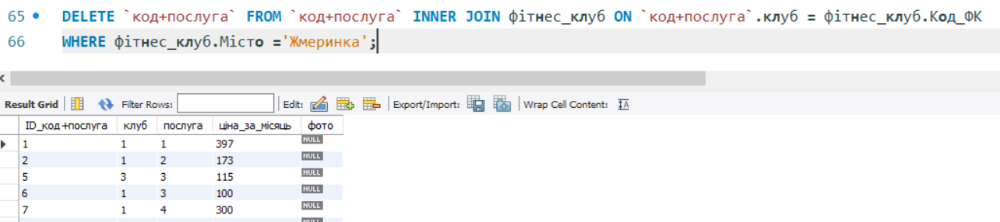 65 DELETE `код+послуга` FROM `код+послуга` INNER JOIN фітнес_клуб ON `код+послуга`.клуб = фітнес_клуб.Код_ФК
66 WHERE фітнес_клуб.Місто ='Жмеринка';
Result Grid Filter Rows: Edit: Export/Import: Wrap Cell Content: IA
ID_код+послуга клуб послуга ціна_за_місяць фото
1 1 1 397 NULL
2 1 2 173 NULL
5 3 3 115 NULL
6 1 3 100 NULL
7 1 4 300 NULL
NULL